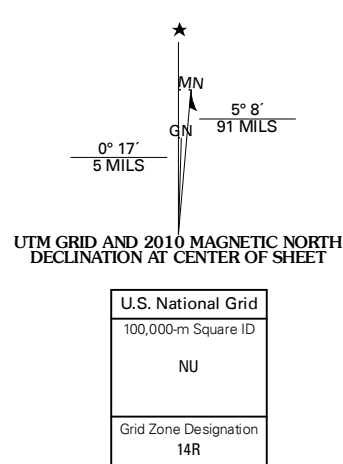 MN
5° 8´
91 MILS
GN
0° 17´
5 MILS
UTM GRID AND 2010 MAGNETIC NORTH
DECLINATION AT CENTER OF SHEET
U.S. National Grid
100,000-m Square ID
NU
Grid Zone Designation
14R